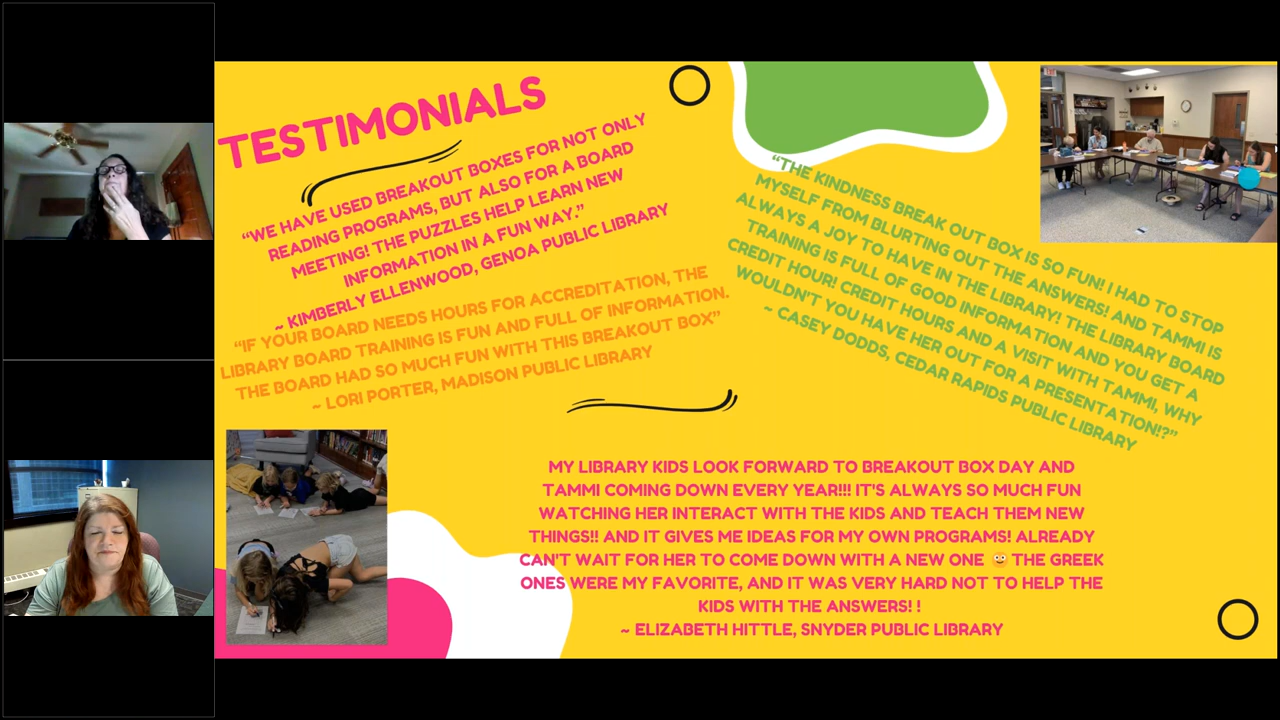 TESTIMONIALS
“WE HAVE USED BREAKOUT BOXES FOR NOT ONLY
READING PROGRAMS, BUT ALSO FOR A BOARD
MEETING! THE PUZZLES HELP LEARN NEW
INFORMATION IN A FUN WAY.”
~ KIMBERLY ELLENWOOD, GENOA PUBLIC LIBRARY
“IF YOUR BOARD NEEDS HOURS FOR ACCREDITATION, THE
LIBRARY BOARD TRAINING IS FUN AND FULL OF INFORMATION.
THE BOARD HAD SO MUCH FUN WITH THIS BREAKOUT BOX”
~ LORI PORTER, MADISON PUBLIC LIBRARY
“THE KINDNESS BREAK OUT BOX IS SO FUN! I HAD TO STOP
MYSELF FROM BLURTING OUT THE ANSWERS! AND TAMMI IS
ALWAYS A JOY TO HAVE IN THE LIBRARY! THE LIBRARY BOARD
TRAINING IS FULL OF GOOD INFORMATION AND YOU GET A
CREDIT HOUR! CREDIT HOURS AND A VISIT WITH TAMMI, WHY
WOULDN'T YOU HAVE HER OUT FOR A PRESENTATION!?”
~ CASEY DODDS, CEDAR RAPIDS PUBLIC LIBRARY
MY LIBRARY KIDS LOOK FORWARD TO BREAKOUT BOX DAY AND
TAMMI COMING DOWN EVERY YEAR!!! IT'S ALWAYS SO MUCH FUN
WATCHING HER INTERACT WITH THE KIDS AND TEACH THEM NEW
THINGS!! AND IT GIVES ME IDEAS FOR MY OWN PROGRAMS! ALREADY
CAN'T WAIT FOR HER TO COME DOWN WITH A NEW ONE 😳 THE GREEK
ONES WERE MY FAVORITE, AND IT WAS VERY HARD NOT TO HELP THE
KIDS WITH THE ANSWERS! !
~ ELIZABETH HITTLE, SNYDER PUBLIC LIBRARY